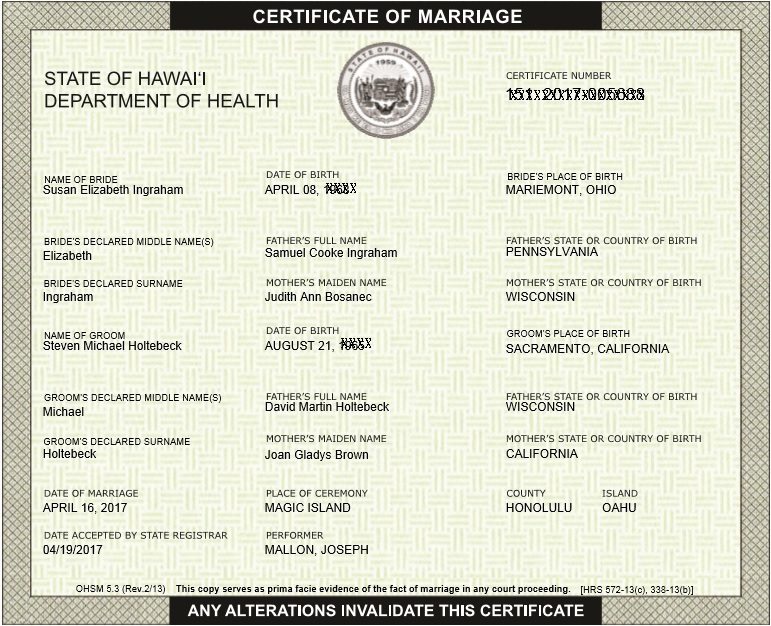 CERTIFICATE OF MARRIAGE
STATE OF HAWAI‘I
DEPARTMENT OF HEALTH
STATE OF HAWAII
1959
CERTIFICATE NUMBER
NAME OF BRIDE
Susan Elizabeth Ingraham
DATE OF BIRTH
APRIL 08,
BRIDE'S PLACE OF BIRTH
MARIEMONT, OHIO
BRIDE'S DECLARED MIDDLE NAME(S)
Elizabeth
FATHER'S FULL NAME
Samuel Cooke Ingraham
FATHER'S STATE OR COUNTRY OF BIRTH
PENNSYLVANIA
BRIDE'S DECLARED SURNAME
Ingraham
MOTHER'S MAIDEN NAME
Judith Ann Bosanec
MOTHER'S STATE OR COUNTRY OF BIRTH
WISCONSIN
NAME OF GROOM
Steven Michael Holtebeck
DATE OF BIRTH
AUGUST 21,
GROOM'S PLACE OF BIRTH
SACRAMENTO, CALIFORNIA
GROOM'S DECLARED MIDDLE NAME(S)
Michael
FATHER'S FULL NAME
David Martin Holtebeck
FATHER'S STATE OR COUNTRY OF BIRTH
WISCONSIN
GROOM'S DECLARED SURNAME
Holtebeck
MOTHER'S MAIDEN NAME
Joan Gladys Brown
MOTHER'S STATE OR COUNTRY OF BIRTH
CALIFORNIA
DATE OF MARRIAGE
APRIL 16, 2017
PLACE OF CEREMONY
MAGIC ISLAND
COUNTY
HONOLULU
ISLAND
OAHU
DATE ACCEPTED BY STATE REGISTRAR
04/19/2017
PERFORMER
MALLON, JOSEPH
OHSM 5.3 (Rev.2/13) This copy serves as prima facie evidence of the fact of marriage in any court proceeding. [HRS 572-13(c), 338-13(b)]
ANY ALTERATIONS INVALIDATE THIS CERTIFICATE